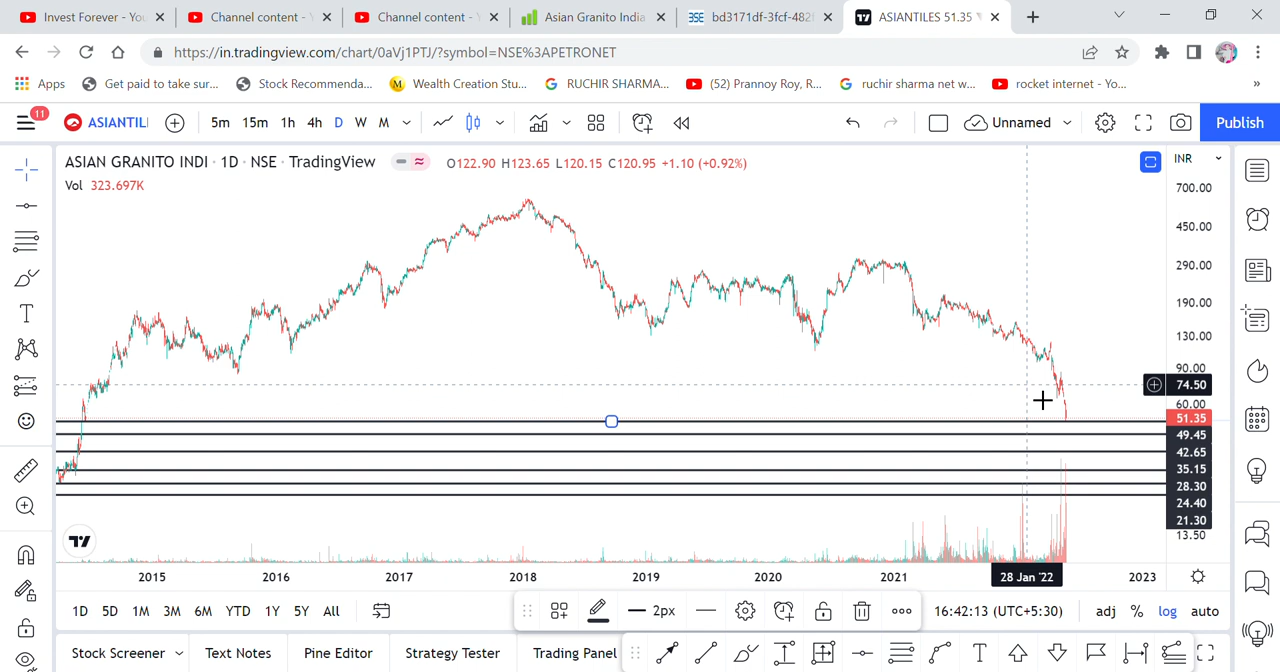 Invest Forever - You
Channel content -
Channel content -
Asian Granito India
bd3171df-3fcf-482
ASIANTILES 51.35
https://in.tradingview.com/chart/0aVj1PTJ/?symbol=NSE%3APETRONET
Apps Get paid to take sur... Stock Recommenda... Wealth Creation Stu... RUCHIR SHARMA... (52) Prannoy Roy, R... ruchir sharma net w... rocket internet - Yo... »
11 ASIANTIL 5m 15m 1h 4h D W M Unnamed Publish
ASIAN GRANITO INDI · 1D · NSE · TradingView O122.90 H123.65 L120.15 C120.95 +1.10 (+0.92%)
INR
Vol 323.697K
700.00
450.00
290.00
190.00
130.00
90.00
74.50
60.00
51.35
49.45
42.65
35.15
28.30
24.40
21.30
13.50
2015 2016 2017 2018 2019 2020 2021 28 Jan '22 2023
1D 5D 1M 3M 6M YTD 1Y 5Y All 2px 16:42:13 (UTC+5:30) adj % log auto
Stock Screener Text Notes Pine Editor Strategy Tester Trading Panel